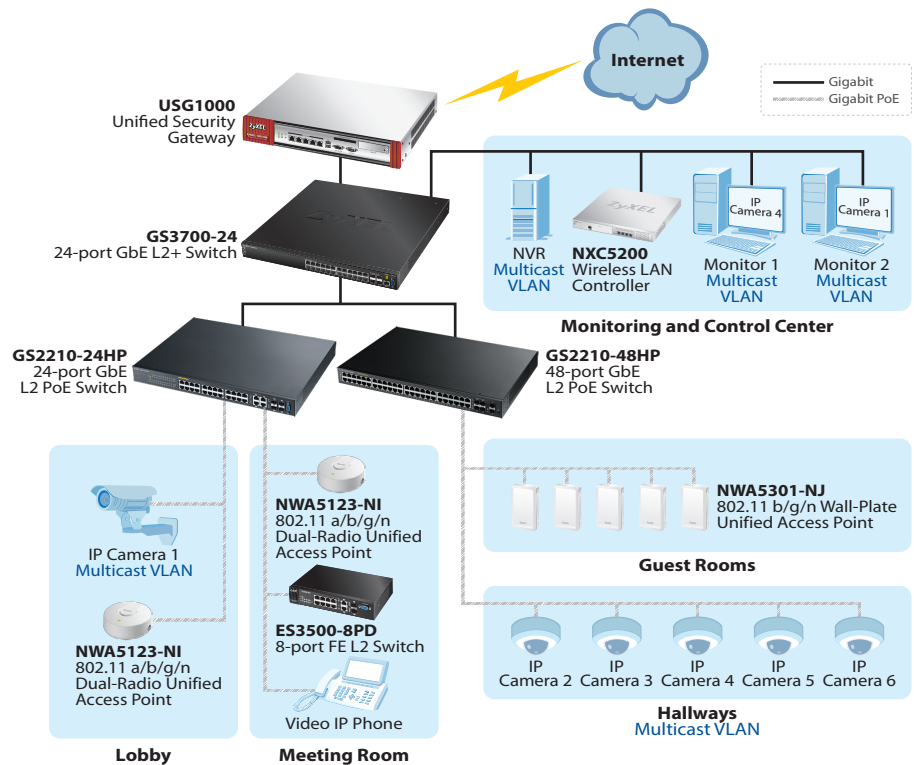 Internet
Gigabit
Gigabit PoE
USG1000
Unified Security
Gateway
ZyXEL
GS3700-24
24-port GbE L2+ Switch
ZyXEL
NVR
Multicast
VLAN
ZyXEL
NXC5200
Wireless LAN
Controller
IP
Camera 4
Monitor 1
Multicast
VLAN
IP
Camera 1
Monitor 2
Multicast
VLAN
Monitoring and Control Center
GS2210-24HP
24-port GbE
L2 PoE Switch
GS2210-48HP
48-port GbE
L2 PoE Switch
IP Camera 1
Multicast VLAN
NWA5123-NI
802.11 a/b/g/n
Dual-Radio Unified
Access Point
Lobby
NWA5123-NI
802.11 a/b/g/n
Dual-Radio Unified
Access Point
ES3500-8PD
8-port FE L2 Switch
Video IP Phone
Meeting Room
NWA5301-NJ
802.11 b/g/n Wall-Plate
Unified Access Point
Guest Rooms
IP
Camera 2
IP
Camera 3
IP
Camera 4
IP
Camera 5
IP
Camera 6
Hallways
Multicast VLAN